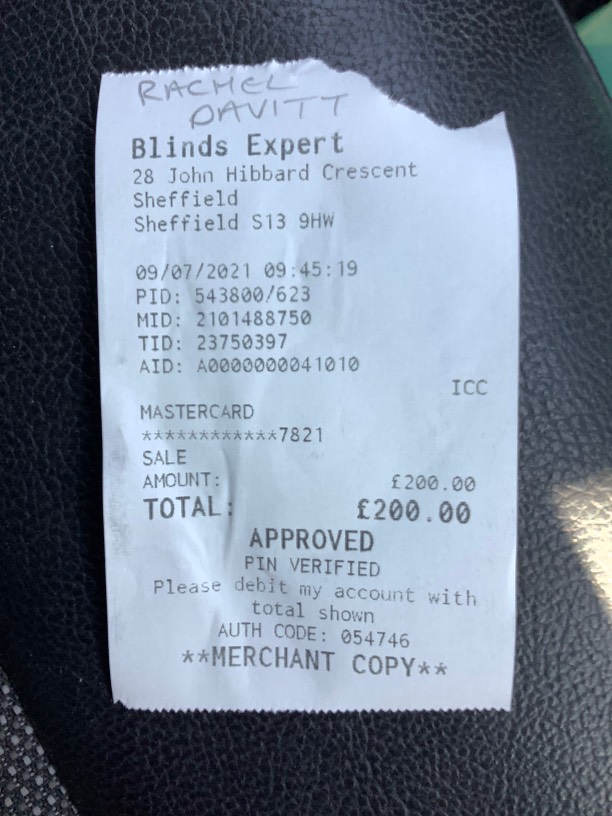 RACHEL
DAVITT
Blinds Expert
28 John Hibbard Crescent
Sheffield
Sheffield S13 9HW
09/07/2021 09:45:19
PID: 543800/623
MID: 2101488750
TID: 23750397
AID: A0000000041010
ICC
MASTERCARD
************7821
SALE
AMOUNT: £200.00
TOTAL: £200.00
APPROVED
PIN VERIFIED
Please debit my account with
total shown
AUTH CODE: 054746
**MERCHANT COPY**